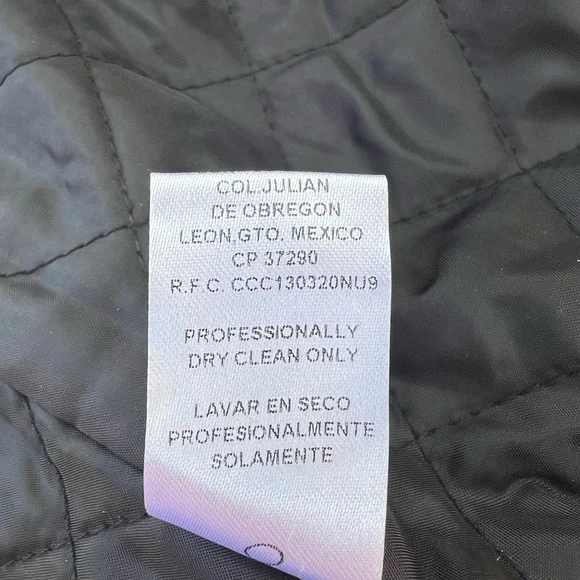 COL.JULIAN
DE OBREGON
LEON,GTO. MEXICO
CP 37290
R.F.C. CCC130320NU9
PROFESSIONALLY
DRY CLEAN ONLY
LAVAR EN SECO
PROFESIONALMENTE
SOLAMENTE